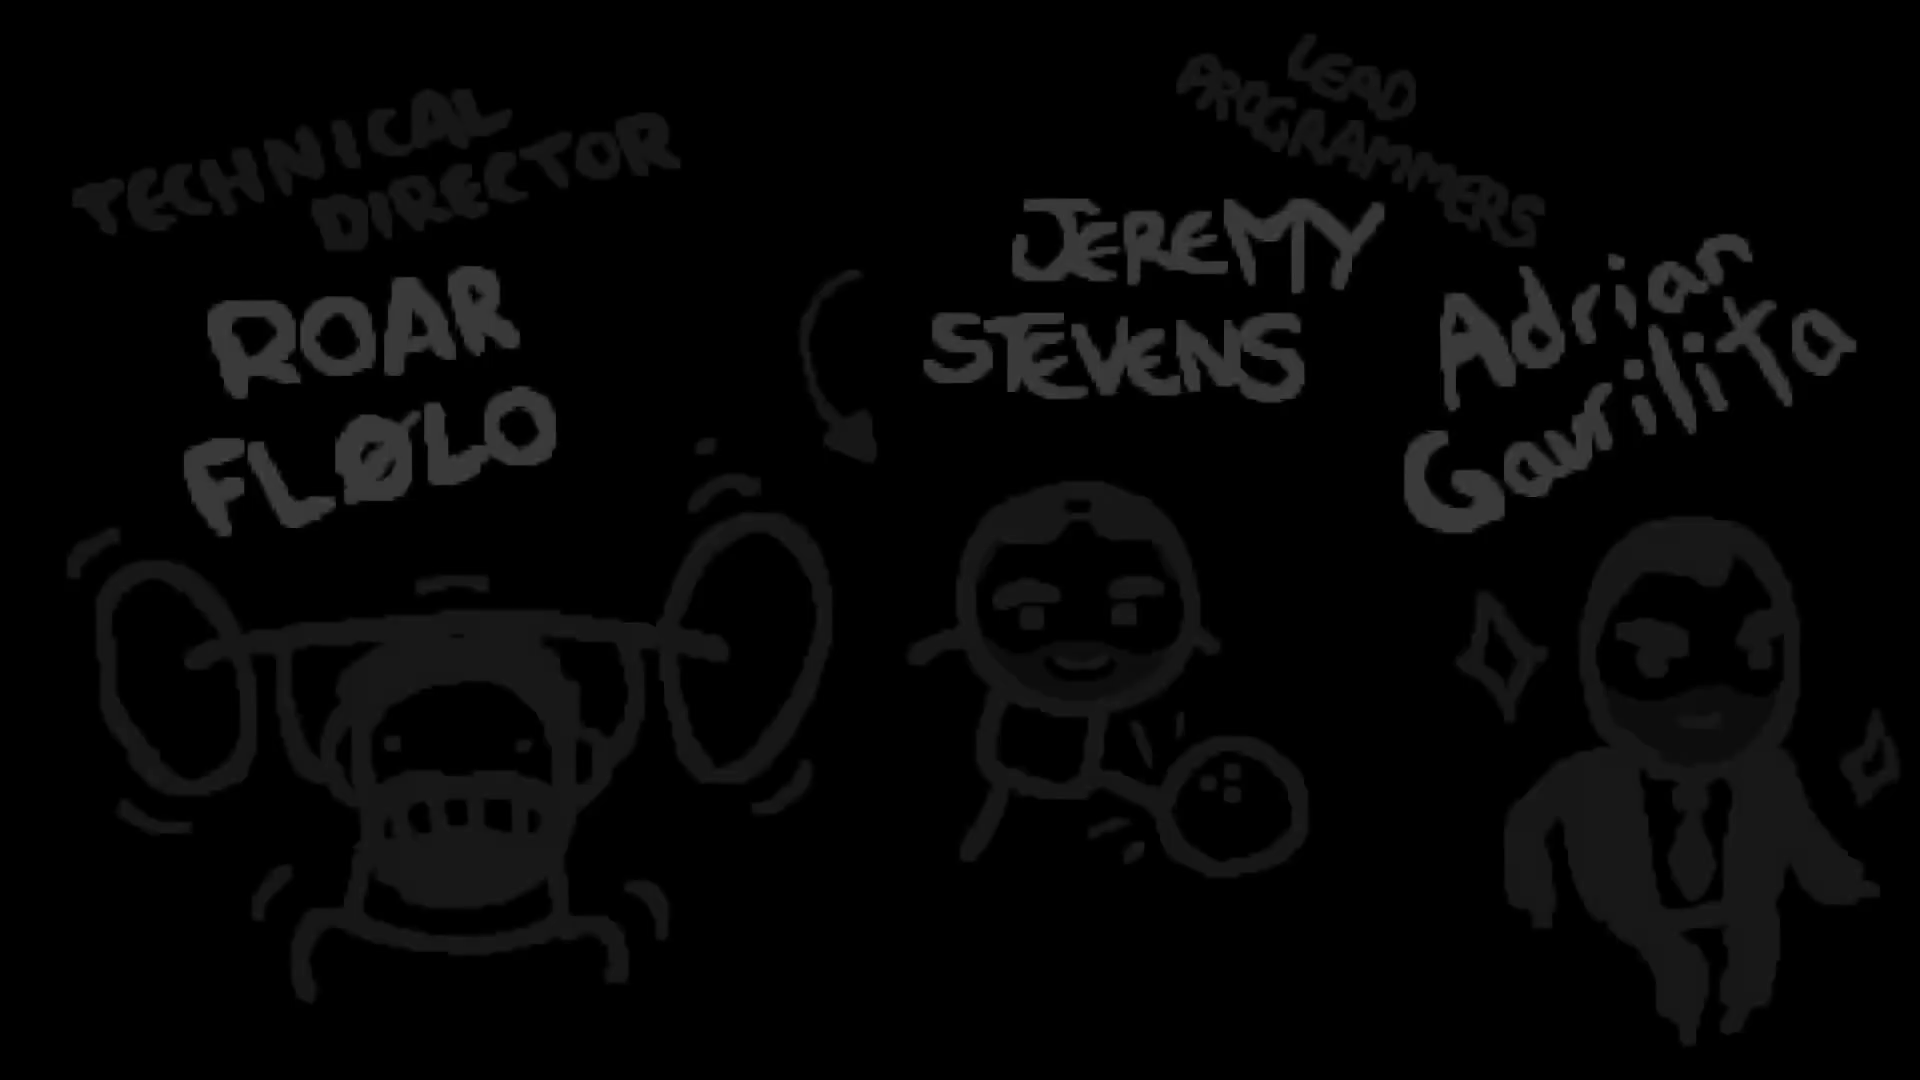 TECHNICAL
DIRECTOR
ROAR
FLØLO
LEAD
PROGRAMMERS
JEREMY
STEVENS
Adrian
Gavrilita